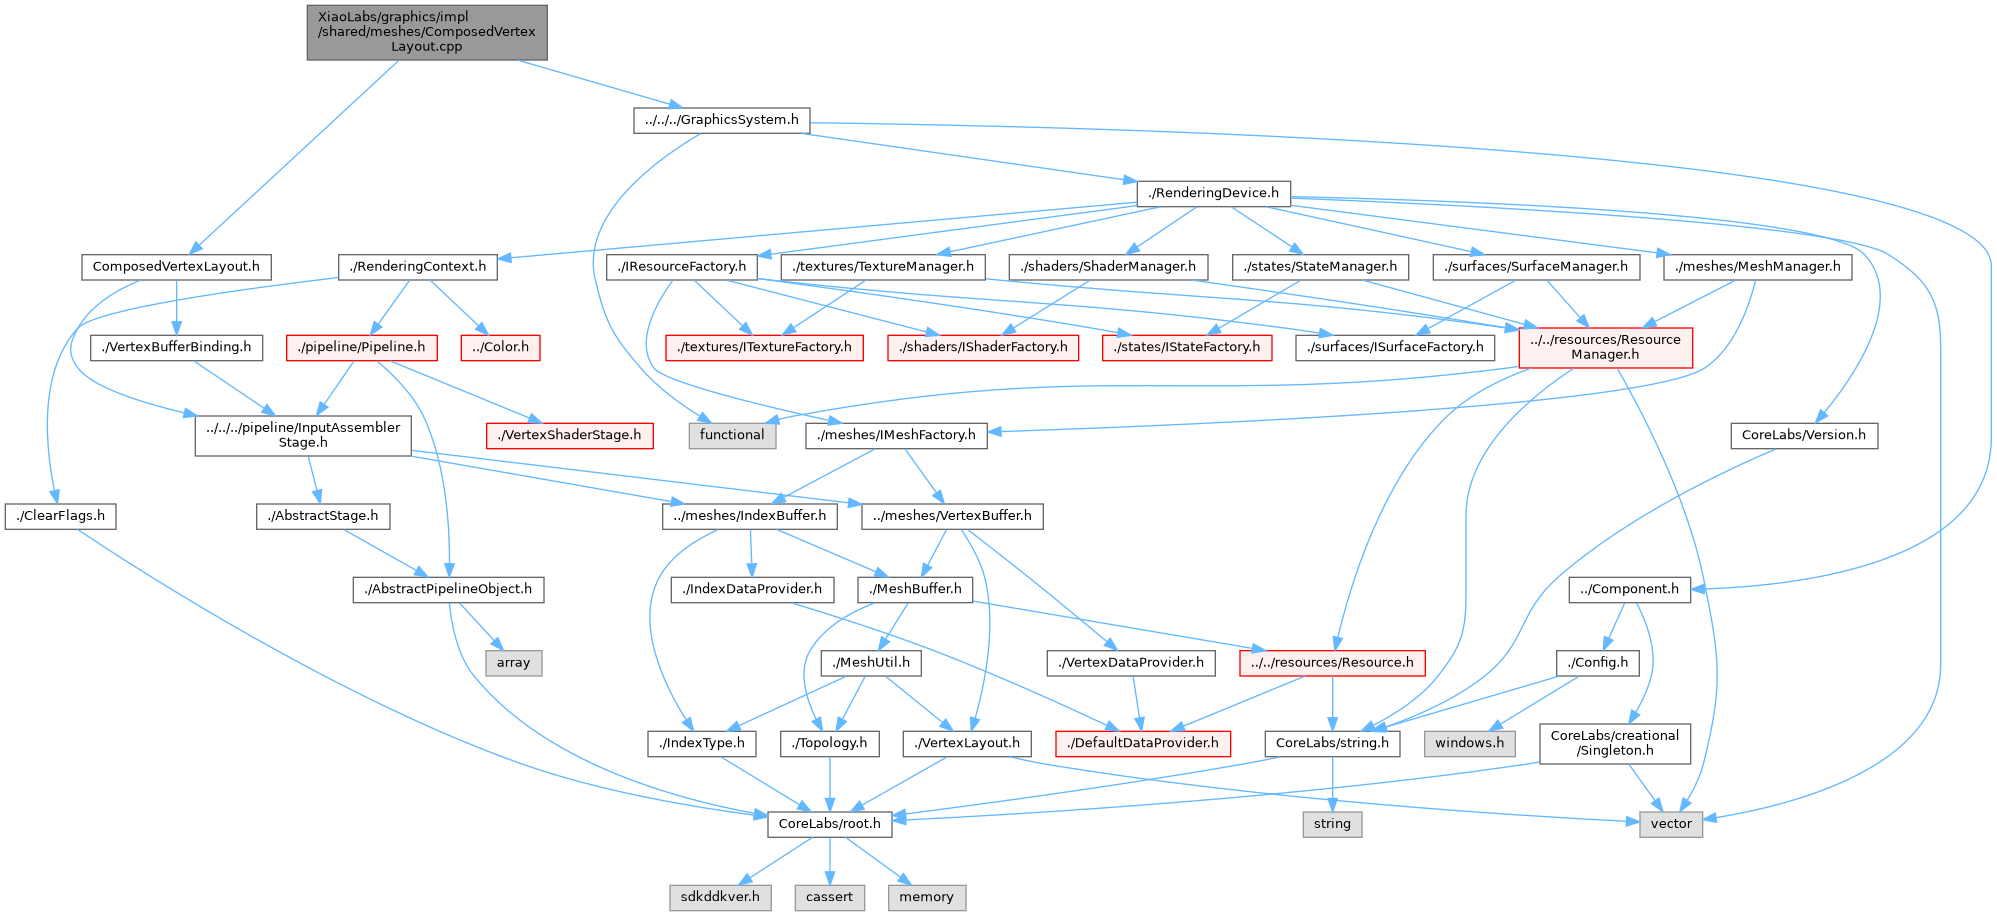 XiaoLabs/graphics/impl
/shared/meshes/ComposedVertex
Layout.cpp
../../../GraphicsSystem.h
./RenderingDevice.h
ComposedVertexLayout.h
./RenderingContext.h
./IResourceFactory.h
./textures/TextureManager.h
./shaders/ShaderManager.h
./states/StateManager.h
./surfaces/SurfaceManager.h
./meshes/MeshManager.h
./VertexBufferBinding.h
./pipeline/Pipeline.h
../Color.h
./textures/ITextureFactory.h
./shaders/IShaderFactory.h
./states/IStateFactory.h
./surfaces/ISurfaceFactory.h
../../resources/Resource
Manager.h
../../../pipeline/InputAssembler
Stage.h
./VertexShaderStage.h
functional
./meshes/IMeshFactory.h
CoreLabs/Version.h
./ClearFlags.h
./AbstractStage.h
../meshes/IndexBuffer.h
../meshes/VertexBuffer.h
./AbstractPipelineObject.h
./IndexDataProvider.h
./MeshBuffer.h
../Component.h
array
./MeshUtil.h
./VertexDataProvider.h
../../resources/Resource.h
./Config.h
./IndexType.h
./Topology.h
./VertexLayout.h
./DefaultDataProvider.h
CoreLabs/string.h
windows.h
CoreLabs/creational
/Singleton.h
CoreLabs/root.h
string
vector
sdkddkver.h
cassert
memory